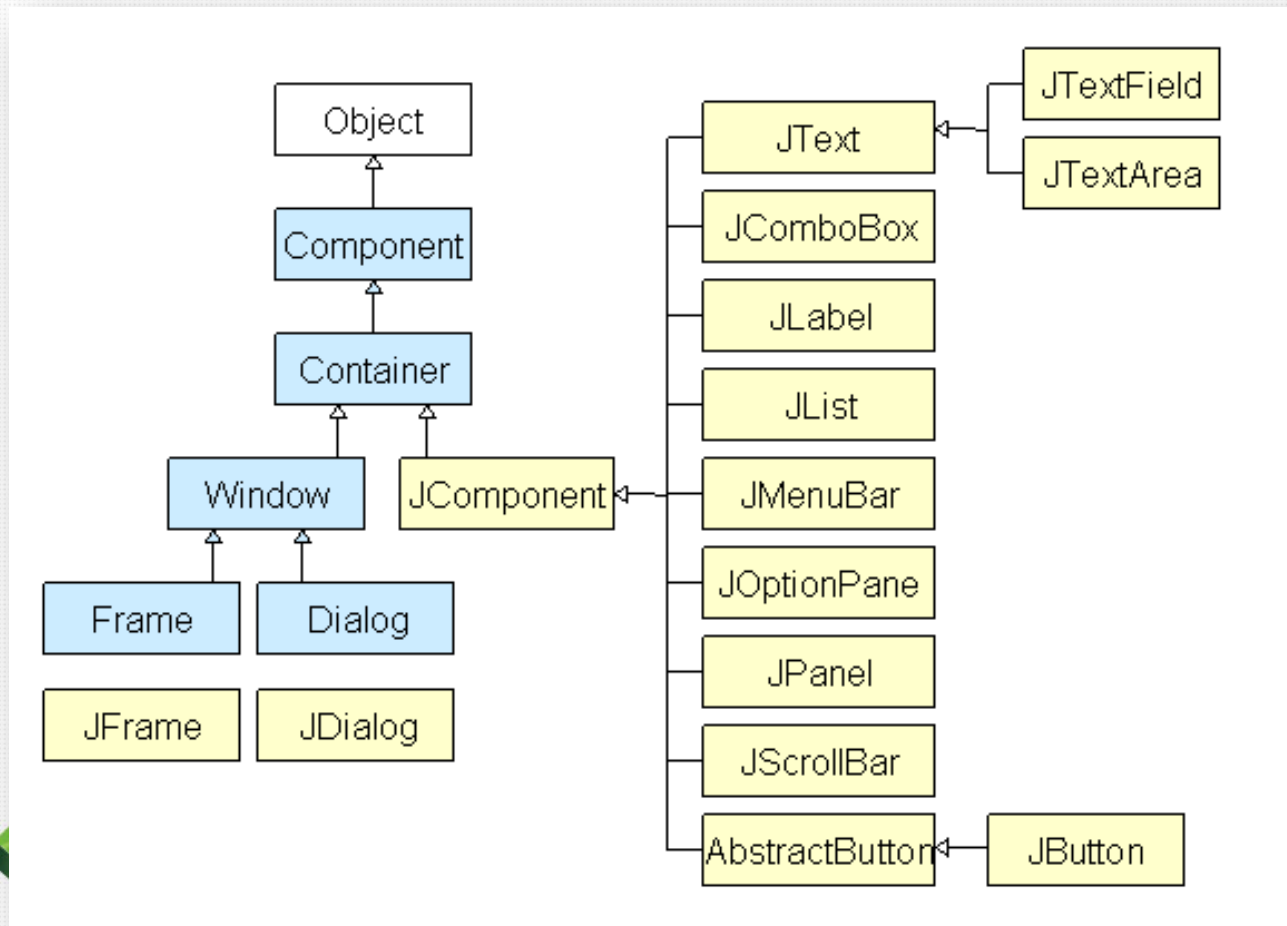 Object
Component
Container
Window
JComponent
Frame
Dialog
JFrame
JDialog
JText
JComboBox
JLabel
JList
JMenuBar
JOptionPane
JPanel
JScrollBar
AbstractButton
JTextField
JTextArea
JButton